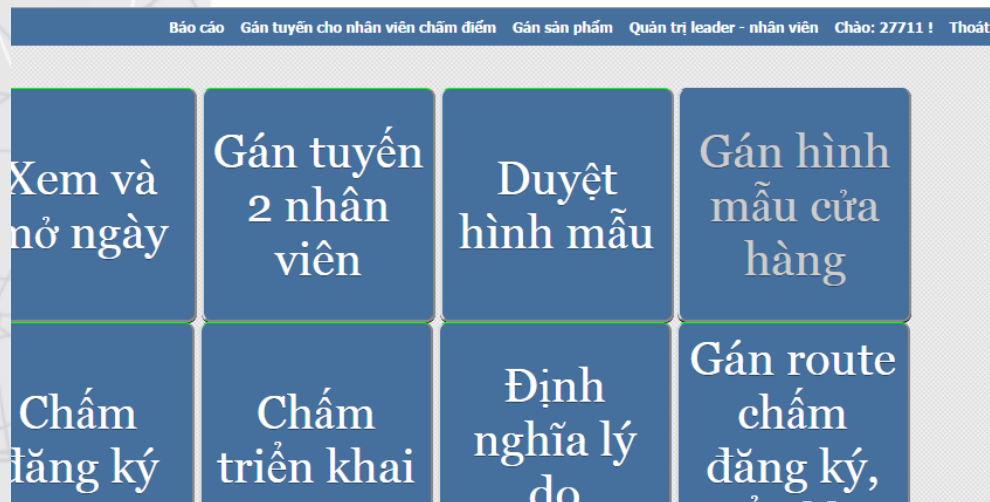 Báo cáo Gán tuyến cho nhân viên chấm điểm Gán sản phẩm Quản trị leader - nhân viên Chào: 27711 ! Thoát
Xem và
mở ngày
Gán tuyến
2 nhân
viên
Duyệt
hình mẫu
Gán hình
mẫu cửa
hàng
Chấm
đăng ký
Chấm
triển khai
Định
nghĩa lý
do
Gán route
chấm
đăng ký,